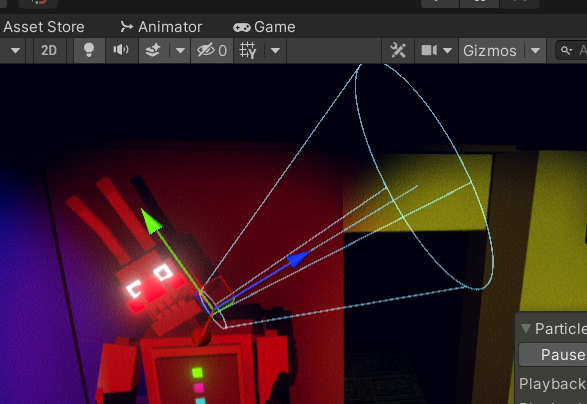 Asset Store Animator Game
2D 0 Gizmos A
Particle
Pause
Playback